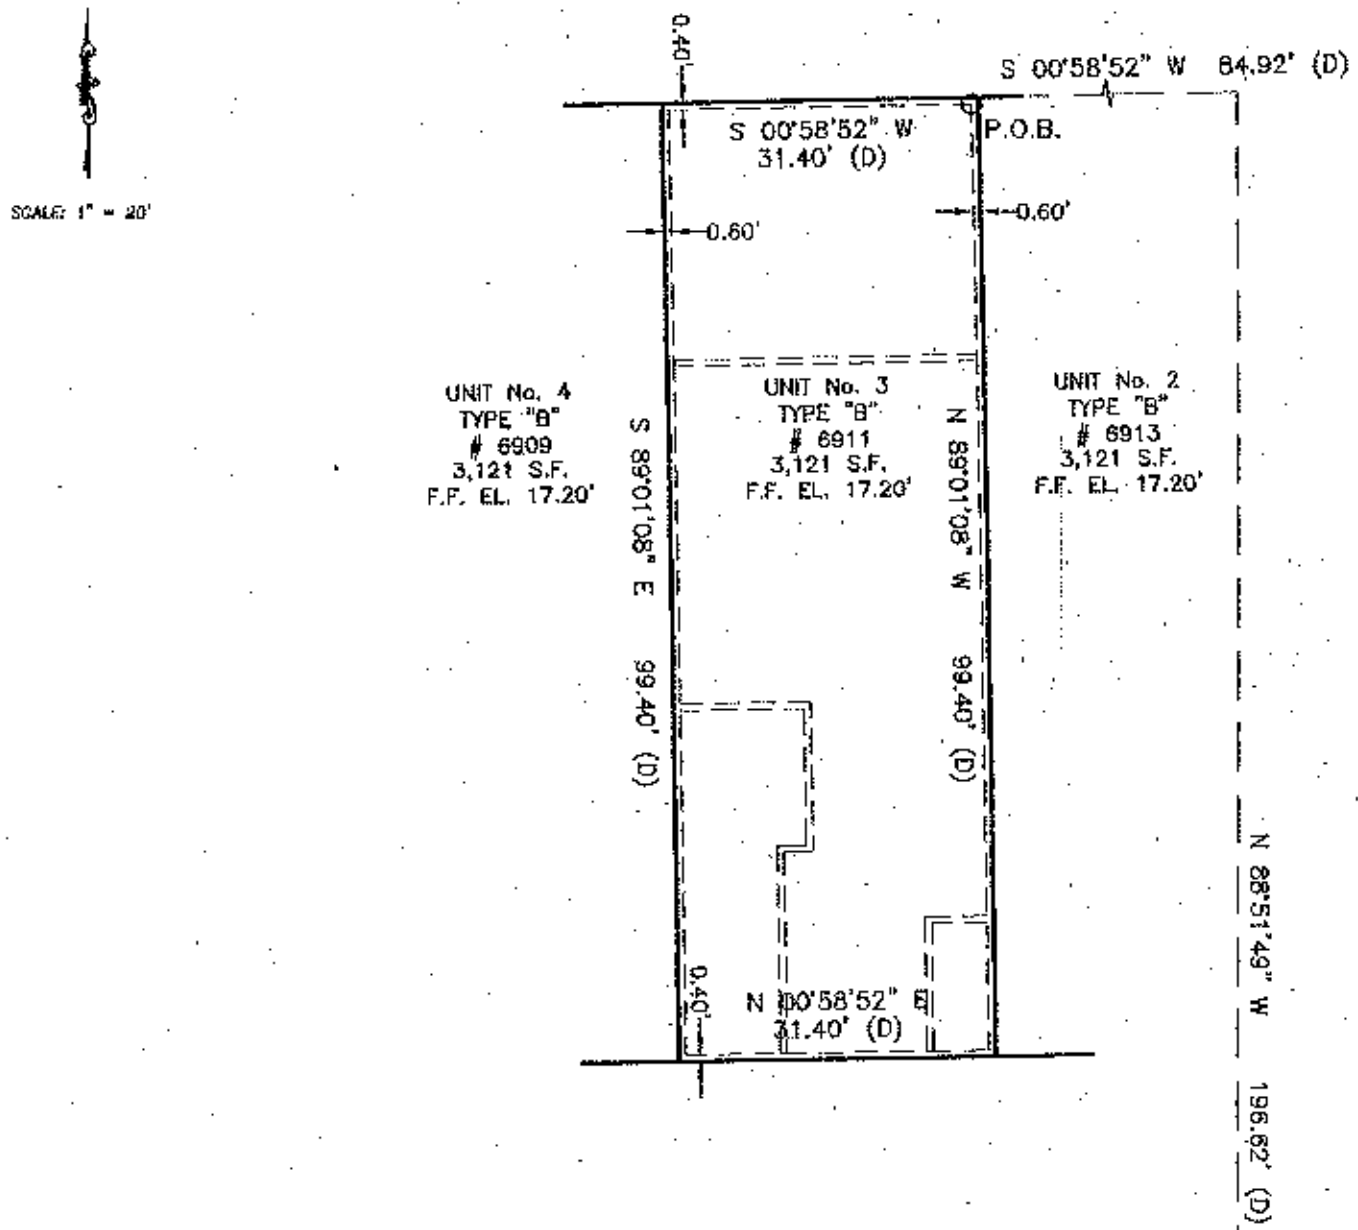 0.40'
S 00'58'52" W 84.92' (D)
S 00'58'52" W
31.40' (D)
P.O.B.
SCALE: 1" = 20'
0.60'
0.60'
UNIT No. 4
TYPE "B"
# 6909
3,121 S.F.
F.F. EL. 17.20'
UNIT No. 3
TYPE "B"
# 6911
3,121 S.F.
F.F. EL. 17.20'
UNIT No. 2
TYPE "B"
# 6913
3,121 S.F.
F.F. EL. 17.20'
S 89'01'08" E 99.40' (D)
N 89'01'08" W 99.40' (D)
N 88'51'49" W 196.62' (D)
0.40'
N 00'58'52" E
31.40' (D)